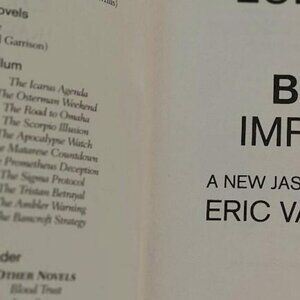 ovels
Garrison)
lum
The Icarus Agenda
The Osterman Weekend
The Road to Omaha
The Scorpio Illusion
The Apocalypse Watch
Matarese Countdown
Prometheus Deception
The Sigma Protocol
The Tristan Betrayal
The Ambler Warning
The Bancroft Strategy
der
OTHER NOVELS
Blood Trust
B
IMP
A NEW JAS
ERIC VA